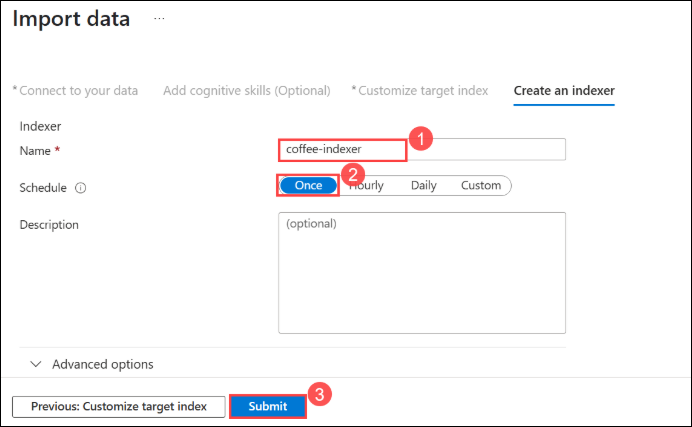 Import data ...
* Connect to your data Add cognitive skills (Optional) * Customize target index Create an indexer
Indexer
Name * coffee-indexer 1
Schedule Once Hourly Daily Custom 2
Description (optional)
Advanced options
Previous: Customize target index Submit 3